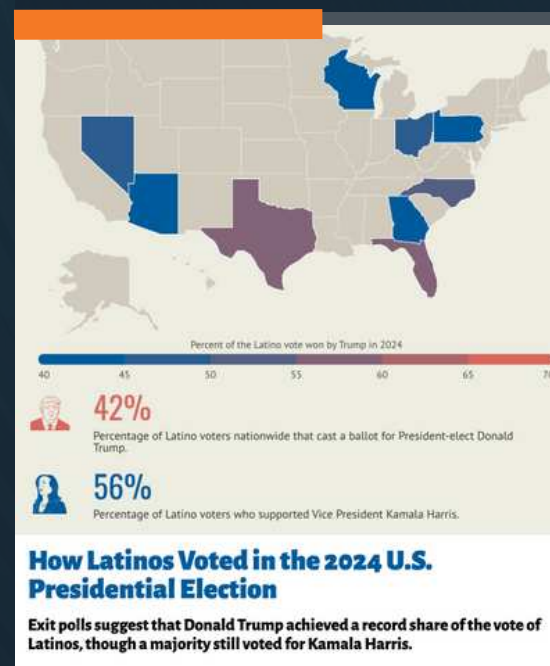 Percent of the Latino vote won by Trump in 2024
40 45 50 55 60 65 70
42%
Percentage of Latino voters nationwide that cast a ballot for President-elect Donald
Trump.
56%
Percentage of Latino voters who supported Vice President Kamala Harris.
How Latinos Voted in the 2024 U.S.
Presidential Election
Exit polls suggest that Donald Trump achieved a record share of the vote of
Latinos, though a majority still voted for Kamala Harris.